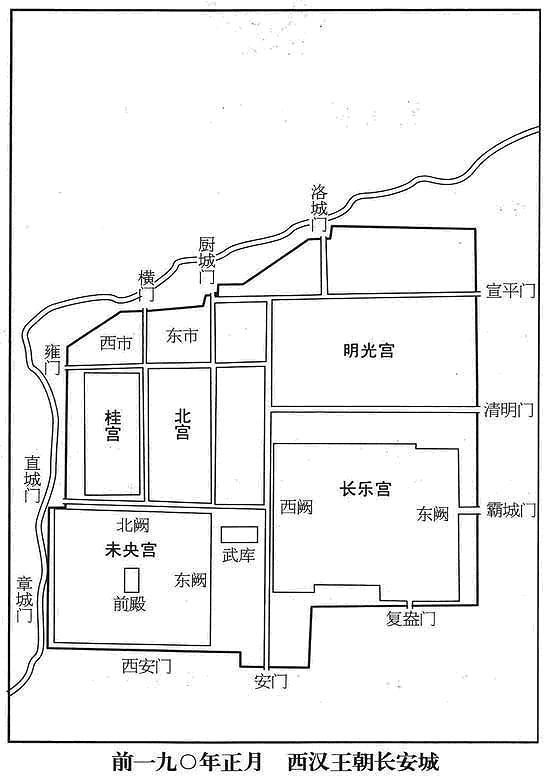 洛城门
厨城门
横门
宣平门
西市
东市
雍门
明光宫
清明门
桂宫
北宫
直城门
长乐宫
西阙
东阙
霸城门
北阙
未央宫
武库
东阙
章城门
前殿
复盎门
西安门
安门
前一九〇年正月 西汉王朝长安城